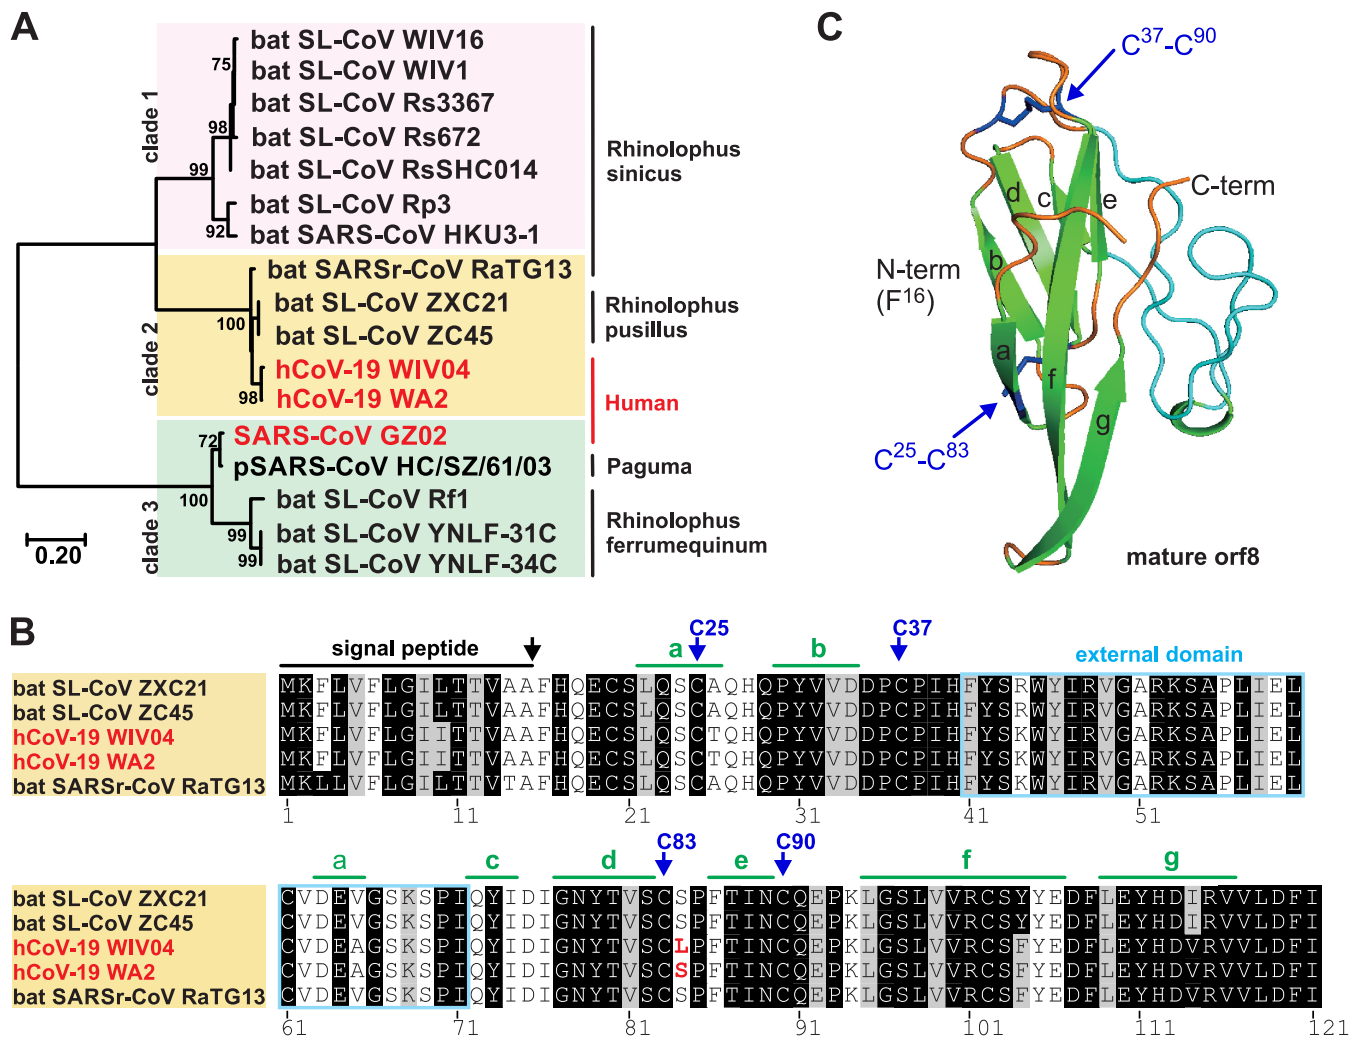 A
bat SL-CoV WIV16
bat SL-CoV WIV1
bat SL-CoV Rs3367
bat SL-CoV Rs672
bat SL-CoV RsSHC014
bat SL-CoV Rp3
bat SARS-CoV HKU3-1
bat SARSr-CoV RaTG13
bat SL-CoV ZXC21
bat SL-CoV ZC45
hCoV-19 WIV04
hCoV-19 WA2
SARS-CoV GZ02
pSARS-CoV HC/SZ/61/03
bat SL-CoV Rf1
bat SL-CoV YNLF-31C
bat SL-CoV YNLF-34C
75
98
99
92
100
98
72
100
99
99
clade 1
clade 2
clade 3
0.20
Rhinolophus
sinicus
Rhinolophus
pusillus
Human
Paguma
Rhinolophus
ferrumequinum
C
C37-C90
d
c
e
C-term
b
N-term
(F16)
a
f
g
C25-C83
mature orf8
B
signal peptide
a
C25
b
C37
external domain
bat SL-CoV ZXC21 MKFLVFLGILTTVAAFHQECSLQSCAQHQPYVVDDPCPIHFYSRWYIRVGARKSAPLIEL
bat SL-CoV ZC45 MKFLVFLGILTTVAAFHQECSLQSCTQHQPYVVDDPCPIHFYSKWYIRVGARKSAPLIEL
hCoV-19 WIV04 MKFLVFLGIITTVAAFHQECSLQSCTQHQPYVVDDPCPIHFYSKWYIRVGARKSAPLIEL
hCoV-19 WA2 MKFLVFLGIITTVAAFHQECSLQSCTQHQPYVVDDPCPIHFYSKWYIRVGARKSAPLIEL
bat SARSr-CoV RaTG13 MKLLVFLGILTTVTAFHQECSLQSCAQHQPYVVDDPCPIHFYSKWYIRVGARKSAPLIEL
1 11 21 31 41 51
a
c
d
C83
e
C90
f
g
bat SL-CoV ZXC21 CVDEVGSKSPIQYIDIGNYTVSCSPFTINCQEPKLGSLVVRCSYYEDFLEYHDIRVVLDFI
bat SL-CoV ZC45 CVDEVGSKSPIQYIDIGNYTVSCSPFTINCQEPKLGSLVVRCSYYEDFLEYHDIRVVLDFI
hCoV-19 WIV04 CVDEAGSKSPIQYIDIGNYTVSCLPFTINCQEPKLGSLVVRCSFYEDFLEYHDVRVVLDFI
hCoV-19 WA2 CVDEAGSKSPIQYIDIGNYTVSCSPFTINCQEPKLGSLVVRCSFYEDFLEYHDVRVVLDFI
bat SARSr-CoV RaTG13 CVDEVGSKSPIQYIDIGNYTVSCSPFTINCQEPKLGSLVVRCSFYEDFLEYHDVRVVLDFI
61 71 81 91 101 111 121